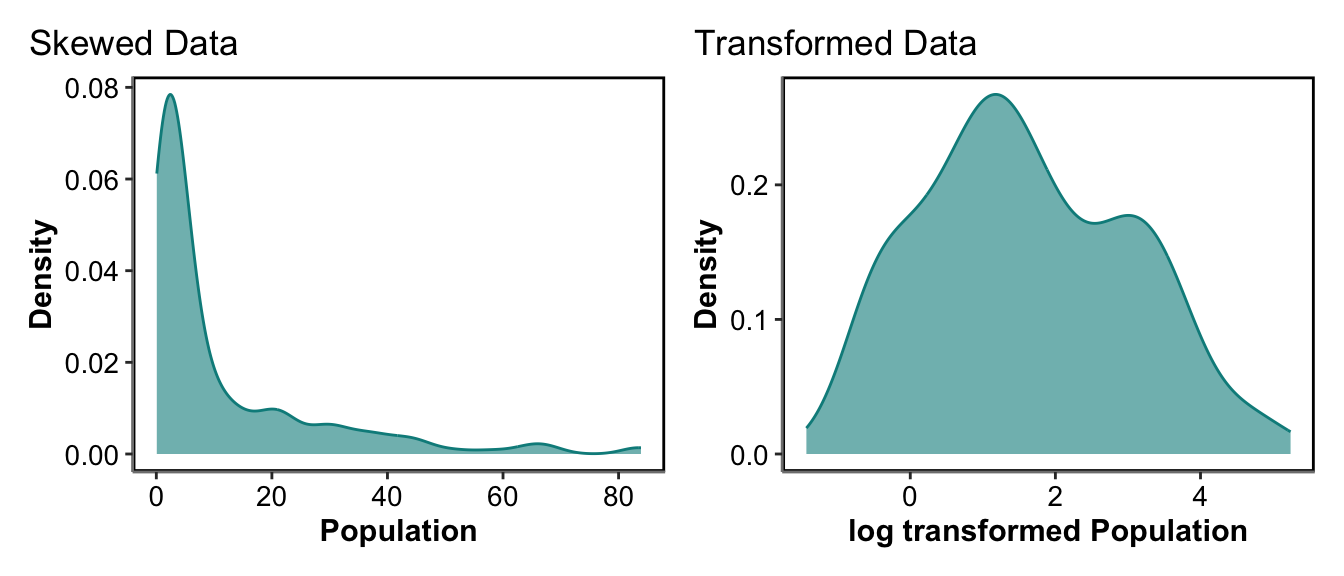 Skewed Data
Density
0.08
0.06
0.04
0.02
0.00
0 20 40 60 80
Population
Transformed Data
Density
0.2
0.1
0.0
0 2 4
log transformed Population